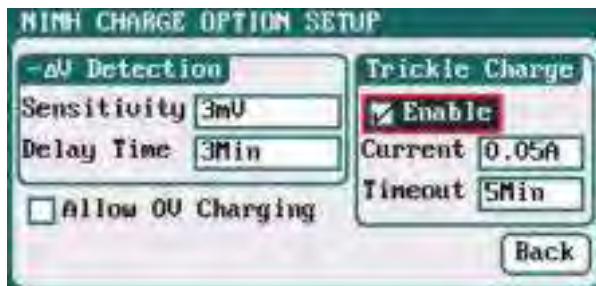 NIMH CHARGE OPTION SETUP
-ΔV Detection
Sensitivity 3mV
Delay Time 3Min
Allow 0V Charging
Trickle Charge
Enable
Current 0.05A
Timeout 5Min
Back